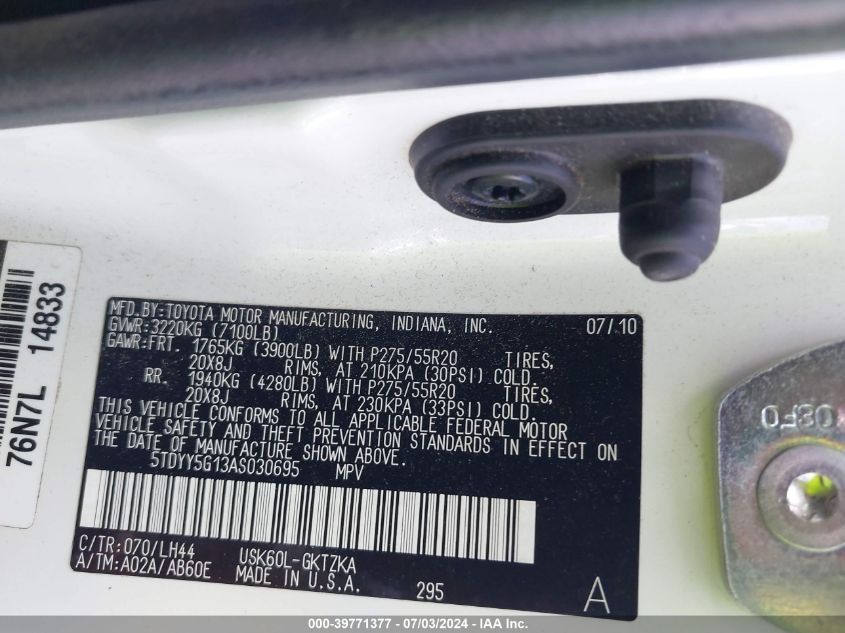 76N7L 14833
MFD.BY:TOYOTA MOTOR MANUFACTURING, INDIANA, INC. 07/10
GVWR:3220KG (7100LB)
GAWR:FRT. 1765KG (3900LB) WITH P275/55R20 TIRES,
20X8J RIMS, AT 210KPA (30PSI) COLD.
RR. 1940KG (4280LB) WITH P275/55R20 TIRES,
20X8J RIMS, AT 230KPA (33PSI) COLD.
THIS VEHICLE CONFORMS TO ALL APPLICABLE FEDERAL MOTOR
VEHICLE SAFETY AND THEFT PREVENTION STANDARDS IN EFFECT ON
THE DATE OF MANUFACTURE SHOWN ABOVE.
5TDYY5G13AS030695 MPV
C/TR:070/LH44 USK60L-GKTZKA
A/TM:A02A/AB60E MADE IN U.S.A. 295 A
08F0
000-39771377 - 07/03/2024 - IAA Inc.